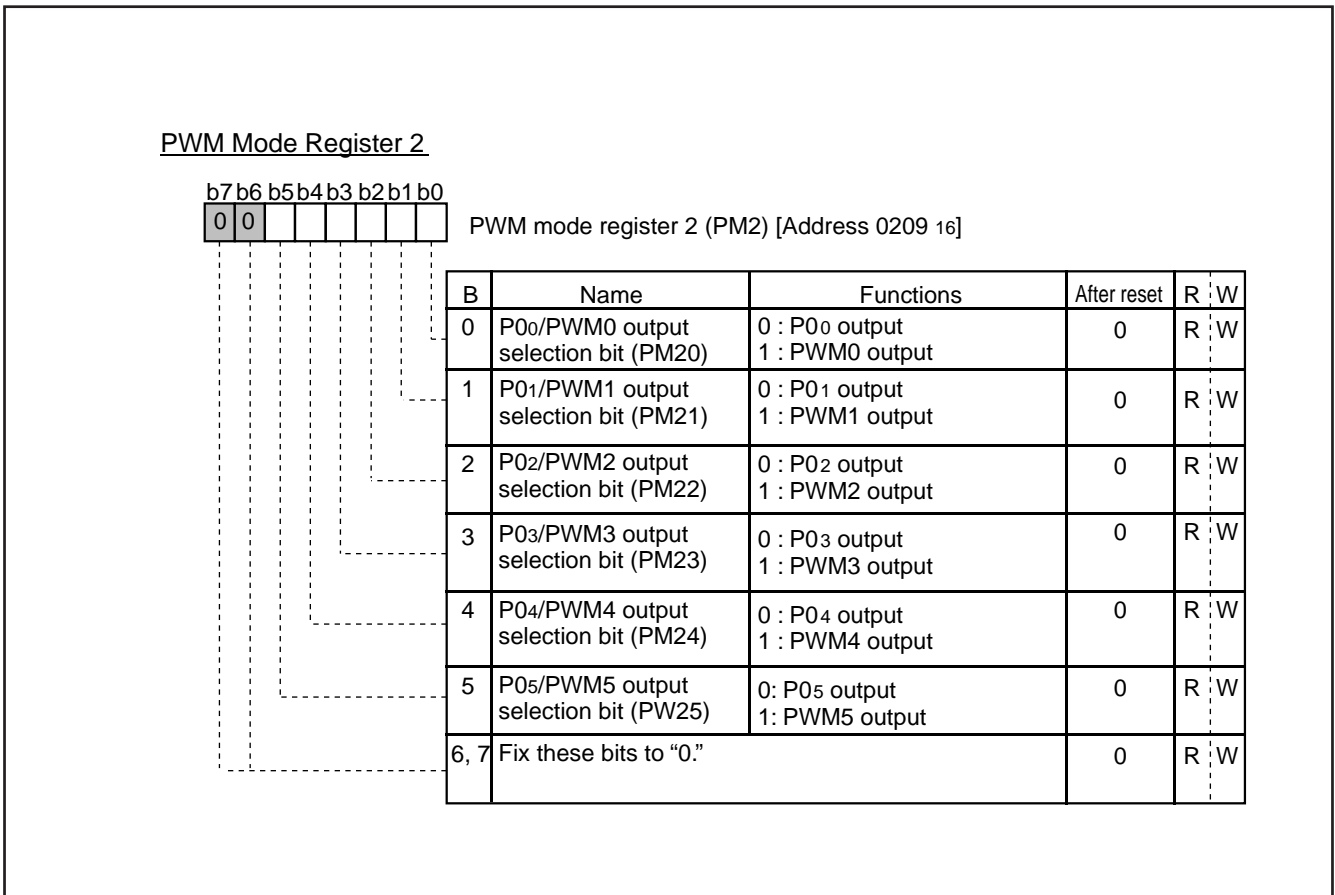 PWM Mode Register 2
b7 b6 b5 b4 b3 b2 b1 b0
0 0
PWM mode register 2 (PM2) [Address 0209 16]
B Name Functions After reset R W
0 P00/PWM0 output selection bit (PM20) 0 : P00 output 1 : PWM0 output 0 R W
1 P01/PWM1 output selection bit (PM21) 0 : P01 output 1 : PWM1 output 0 R W
2 P02/PWM2 output selection bit (PM22) 0 : P02 output 1 : PWM2 output 0 R W
3 P03/PWM3 output selection bit (PM23) 0 : P03 output 1 : PWM3 output 0 R W
4 P04/PWM4 output selection bit (PM24) 0 : P04 output 1 : PWM4 output 0 R W
5 P05/PWM5 output selection bit (PW25) 0: P05 output 1: PWM5 output 0 R W
6, 7 Fix these bits to “0.” 0 R W